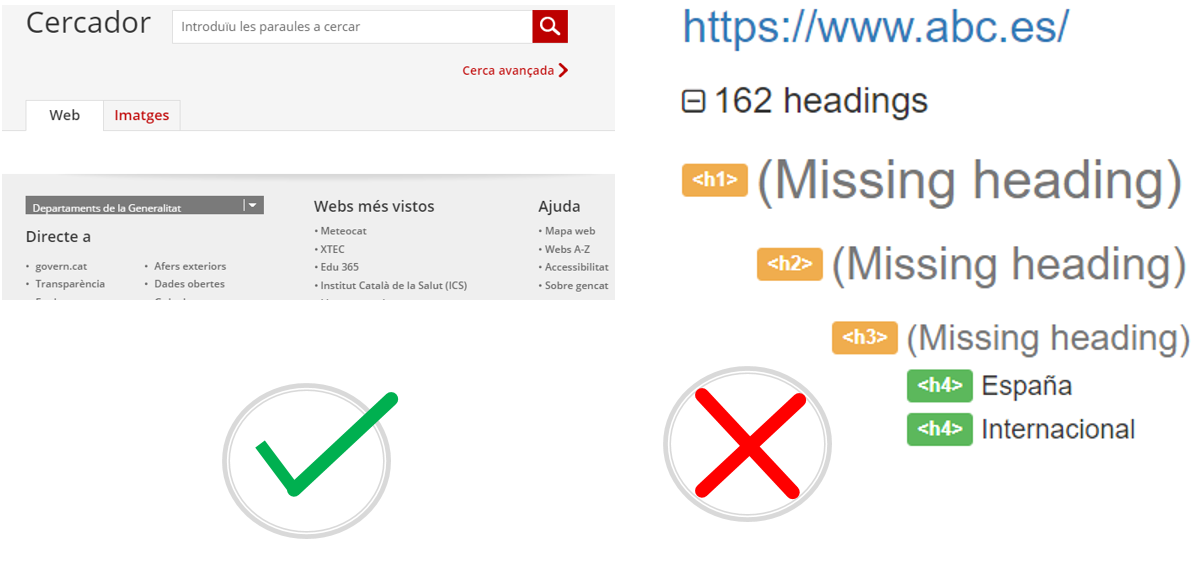 Cercador
Introduïu les paraules a cercar
Cerca avançada
Web
Imatges
Departaments de la Generalitat
Directe a
• govern.cat
• Transparència
• Afers exteriors
• Dades obertes
Webs més vistos
• Meteocat
• XTEC
• Edu 365
• Institut Català de la Salut (ICS)
Ajuda
• Mapa web
• Webs A-Z
• Accessibilitat
• Sobre gencat
https://www.abc.es/
162 headings
<h1> (Missing heading)
<h2> (Missing heading)
<h3> (Missing heading)
<h4> España
<h4> Internacional